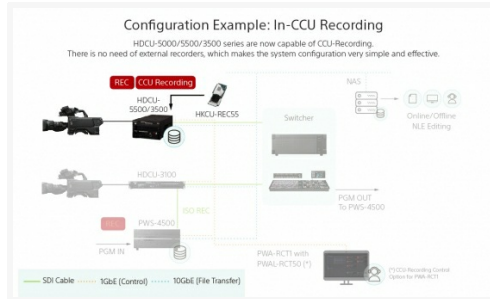 Configuration Example: In-CCU Recording
HDCU-5000/5500/3500 series are now capable of CCU-Recording.
There is no need of external recorders, which makes the system configuration very simple and effective.
REC CCU Recording
NAS
HDCU-
5500/3500
HKCU-REC55
Switcher
Online/Offline
NLE Editing
HDCU-3100
ISO REC
PGM OUT
To PWS-4500
REC
PWS-4500
PGM IN
PWA-RCT1 with
PWAL-RCT50 (*)
(*) CCU Recording Control
Option for PWA-RCT1
SDI Cable 1GbE (Control) 10GbE (File Transfer)